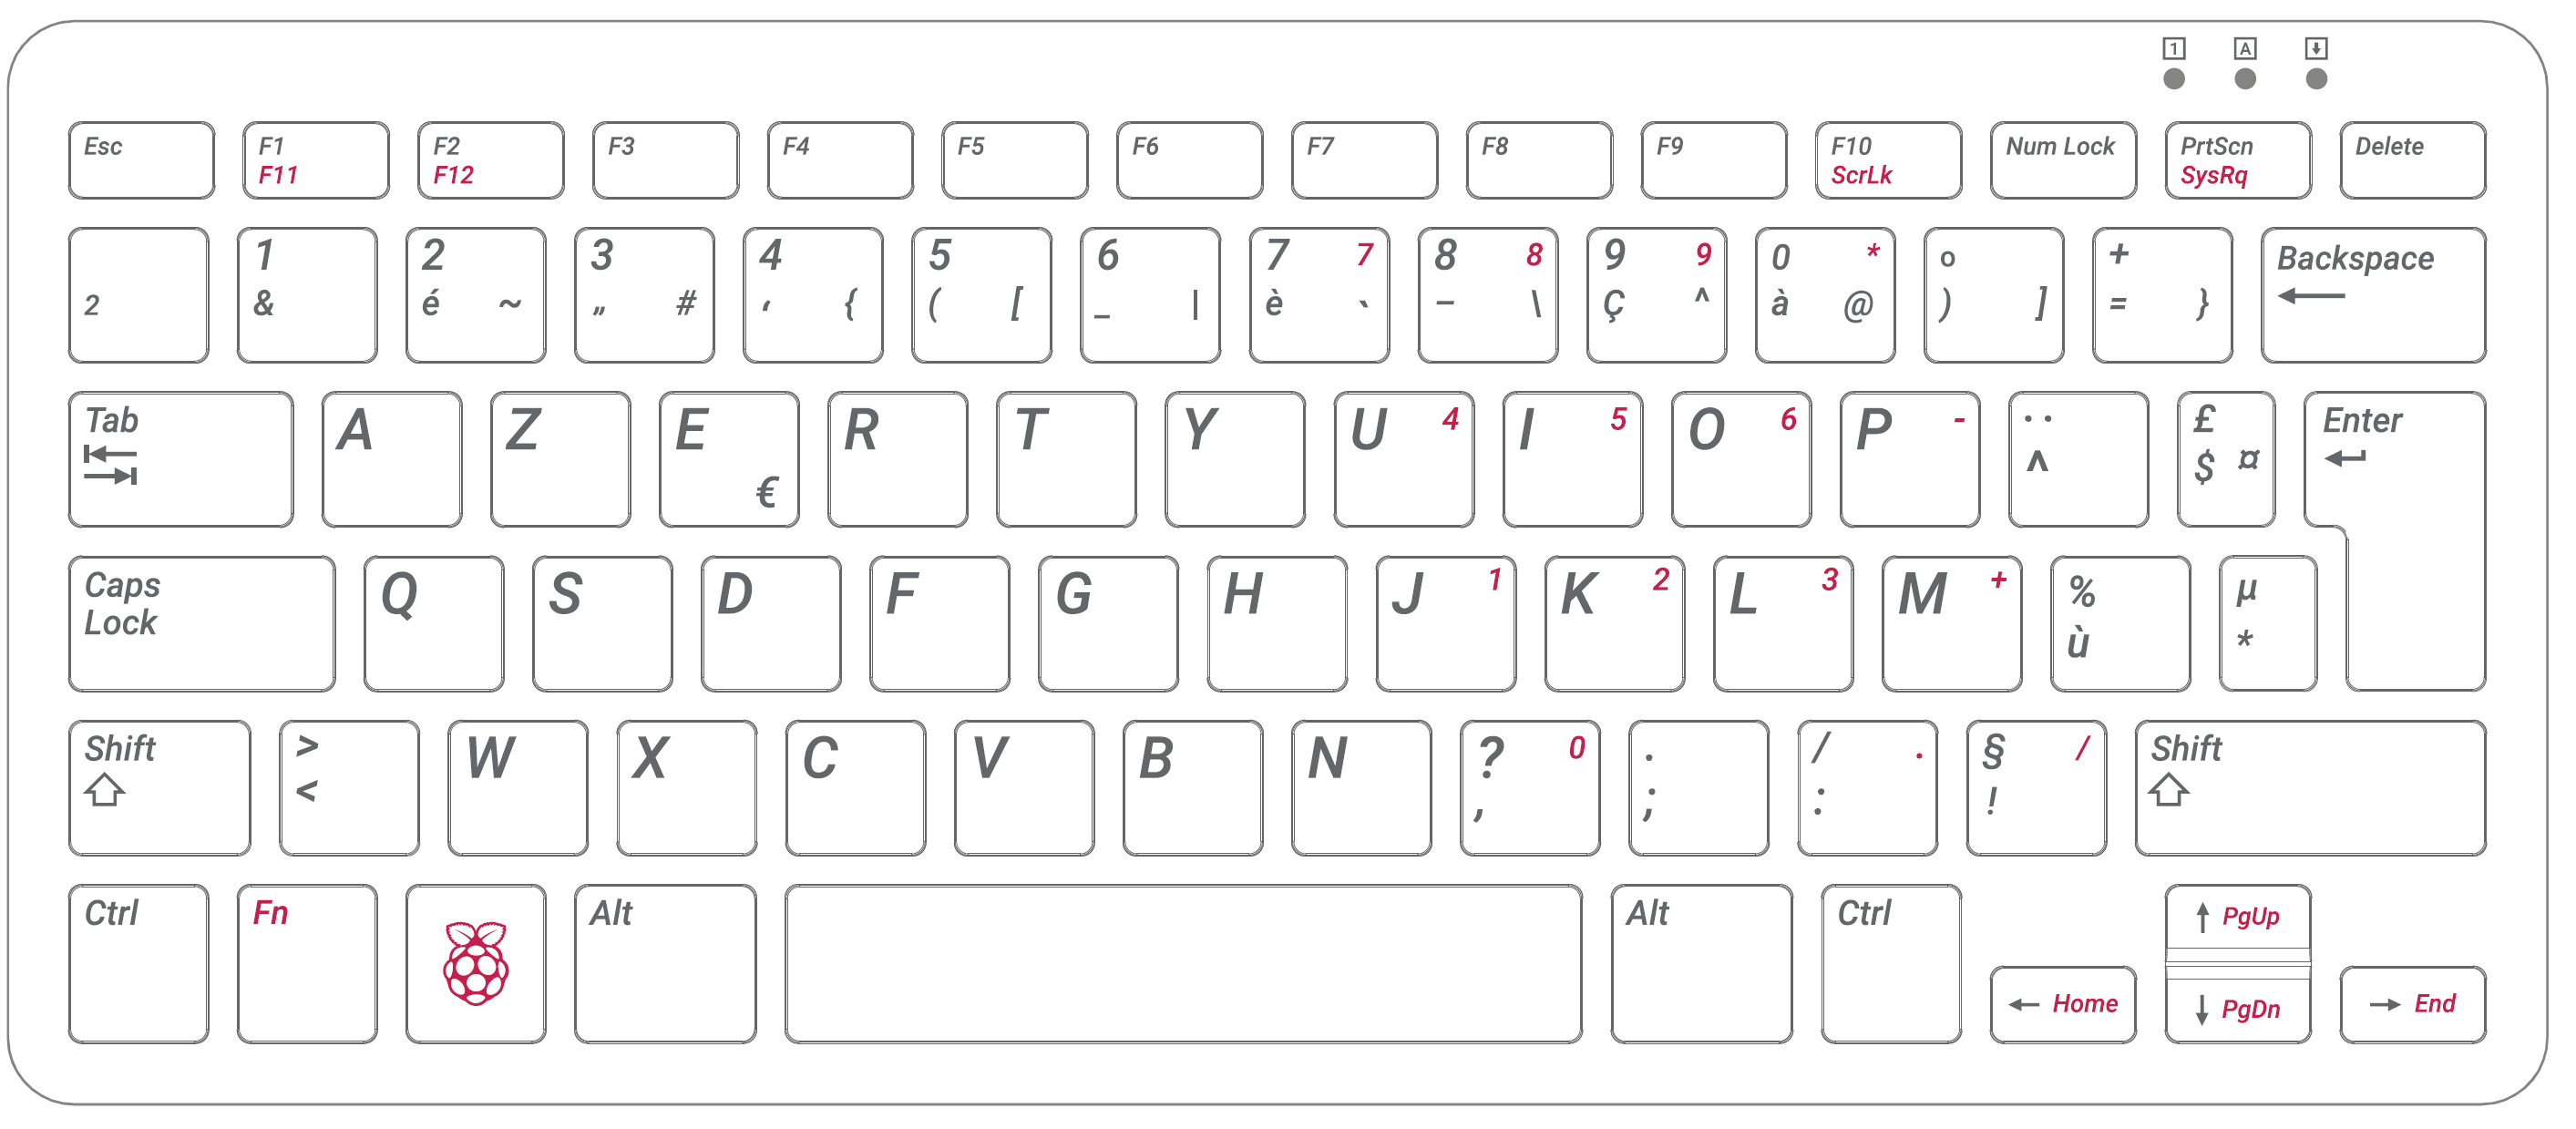 1 A
Esc F1 F2 F3 F4 F5 F6 F7 F8 F9 F10 Num Lock PrtScn Delete
F11 F12 ScrLk SysRq
1 2 3 4 5 6 7 7 8 8 9 9 0 * o + Backspace
2 & é ~ „ # ‘ { ( [ _ | è ` – \ Ç ^ à @ ) ] = }
Tab A Z E R T Y U 4 I 5 O 6 P - ¨ £ Enter
€ ^ $ ¤
Caps Q S D F G H J 1 K 2 L 3 M + % µ
Lock ù *
Shift > W X C V B N ? 0 . / . § / Shift
< , ; : !
Ctrl Fn Alt Alt Ctrl ↑ PgUp
← Home ↓ PgDn → End